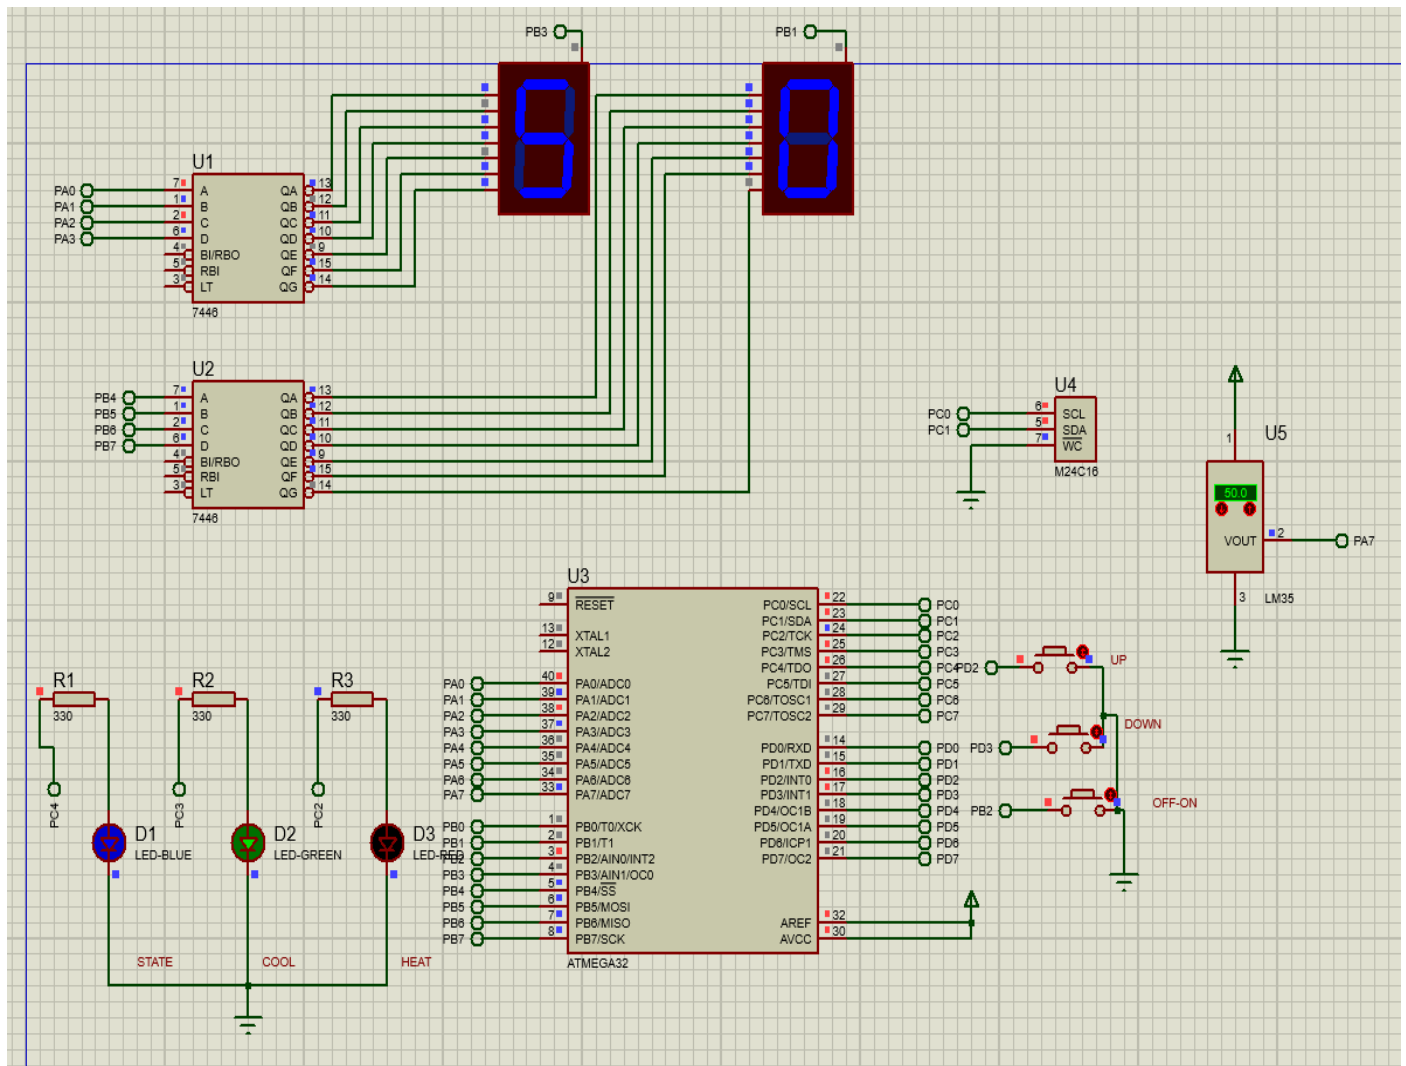 PB3
PB1
U1
PA0 7 A QA 13
PA1 1 B QB 12
PA2 2 C QC 11
PA3 6 D QD 10
4 BI/RBO QE 9
5 RBI QF 15
3 LT QG 14
7446
U2
PB4 7 A QA 13
PB5 1 B QB 12
PB6 2 C QC 11
PB7 6 D QD 10
4 BI/RBO QE 9
5 RBI QF 15
3 LT QG 14
7446
U4
PC0 6 SCL
PC1 5 SDA
7 WC
M24C16
U5
1
50.0
VOUT 2 PA7
3 LM35
U3
9 RESET PC0/SCL 22 PC0
PC1/SDA 23 PC1
13 XTAL1 PC2/TCK 24 PC2
12 XTAL2 PC3/TMS 25 PC3
PC4/TDO 26 PC4
PA0 40 PA0/ADC0 PC5/TDI 27 PC5
PA1 39 PA1/ADC1 PC6/TOSC1 28 PC6
PA2 38 PA2/ADC2 PC7/TOSC2 29 PC7
PA3 37 PA3/ADC3
PA4 36 PA4/ADC4 PD0/RXD 14 PD0
PA5 35 PA5/ADC5 PD1/TXD 15 PD1
PA6 34 PA6/ADC6 PD2/INT0 16 PD2
PA7 33 PA7/ADC7 PD3/INT1 17 PD3
PD4/OC1B 18 PD4
PB0 1 PB0/T0/XCK PD5/OC1A 19 PD5
PB1 2 PB1/T1 PD6/ICP1 20 PD6
PB2 3 PB2/AIN0/INT2 PD7/OC2 21 PD7
PB3 4 PB3/AIN1/OC0
PB4 5 PB4/SS
PB5 6 PB5/MOSI
PB6 7 PB6/MISO AREF 32
PB7 8 PB7/SCK AVCC 30
ATMEGA32
PD2 UP
PD3 DOWN
PB2 OFF-ON
R1 R2 R3
330 330 330
PC4 PC3 PC2
D1 D2 D3
LED-BLUE LED-GREEN LED-RED
STATE COOL HEAT